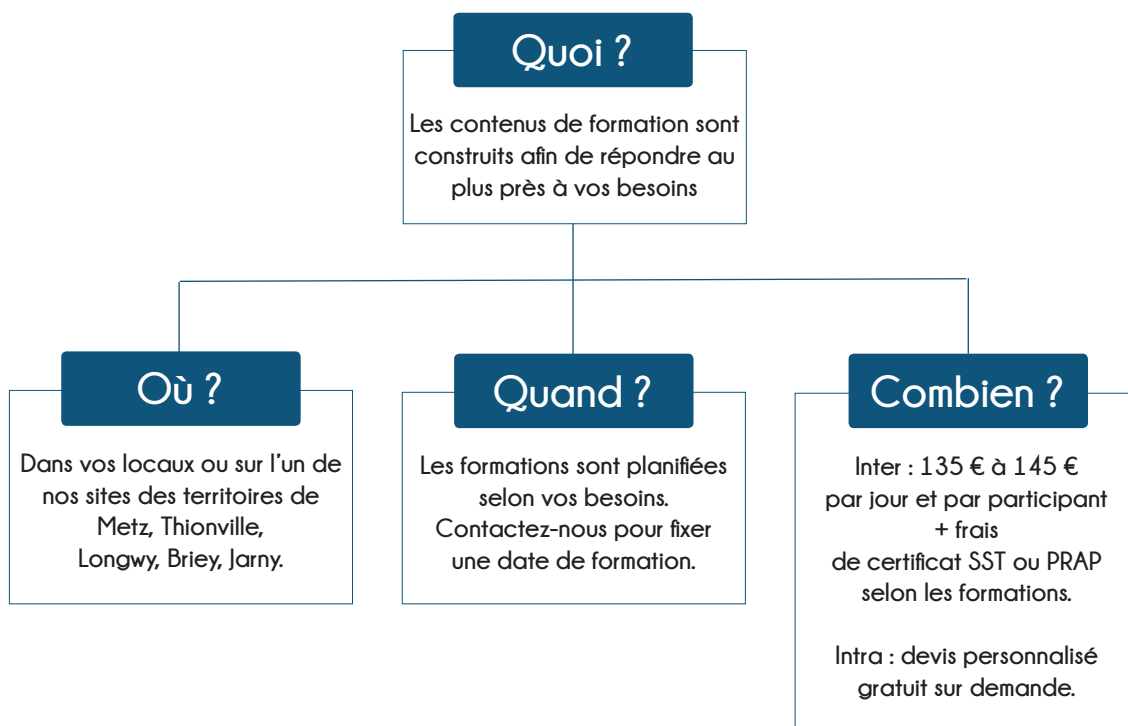 Quoi ?
Les contenus de formation sont
construits afin de répondre au
plus près à vos besoins
Où ?
Dans vos locaux ou sur l'un de
nos sites des territoires de
Metz, Thionville,
Longwy, Briey, Jarny.
Quand ?
Les formations sont planifiées
selon vos besoins.
Contactez-nous pour fixer
une date de formation.
Combien ?
Inter : 135 € à 145 €
par jour et par participant
+ frais
de certificat SST ou PRAP
selon les formations.
Intra : devis personnalisé
gratuit sur demande.